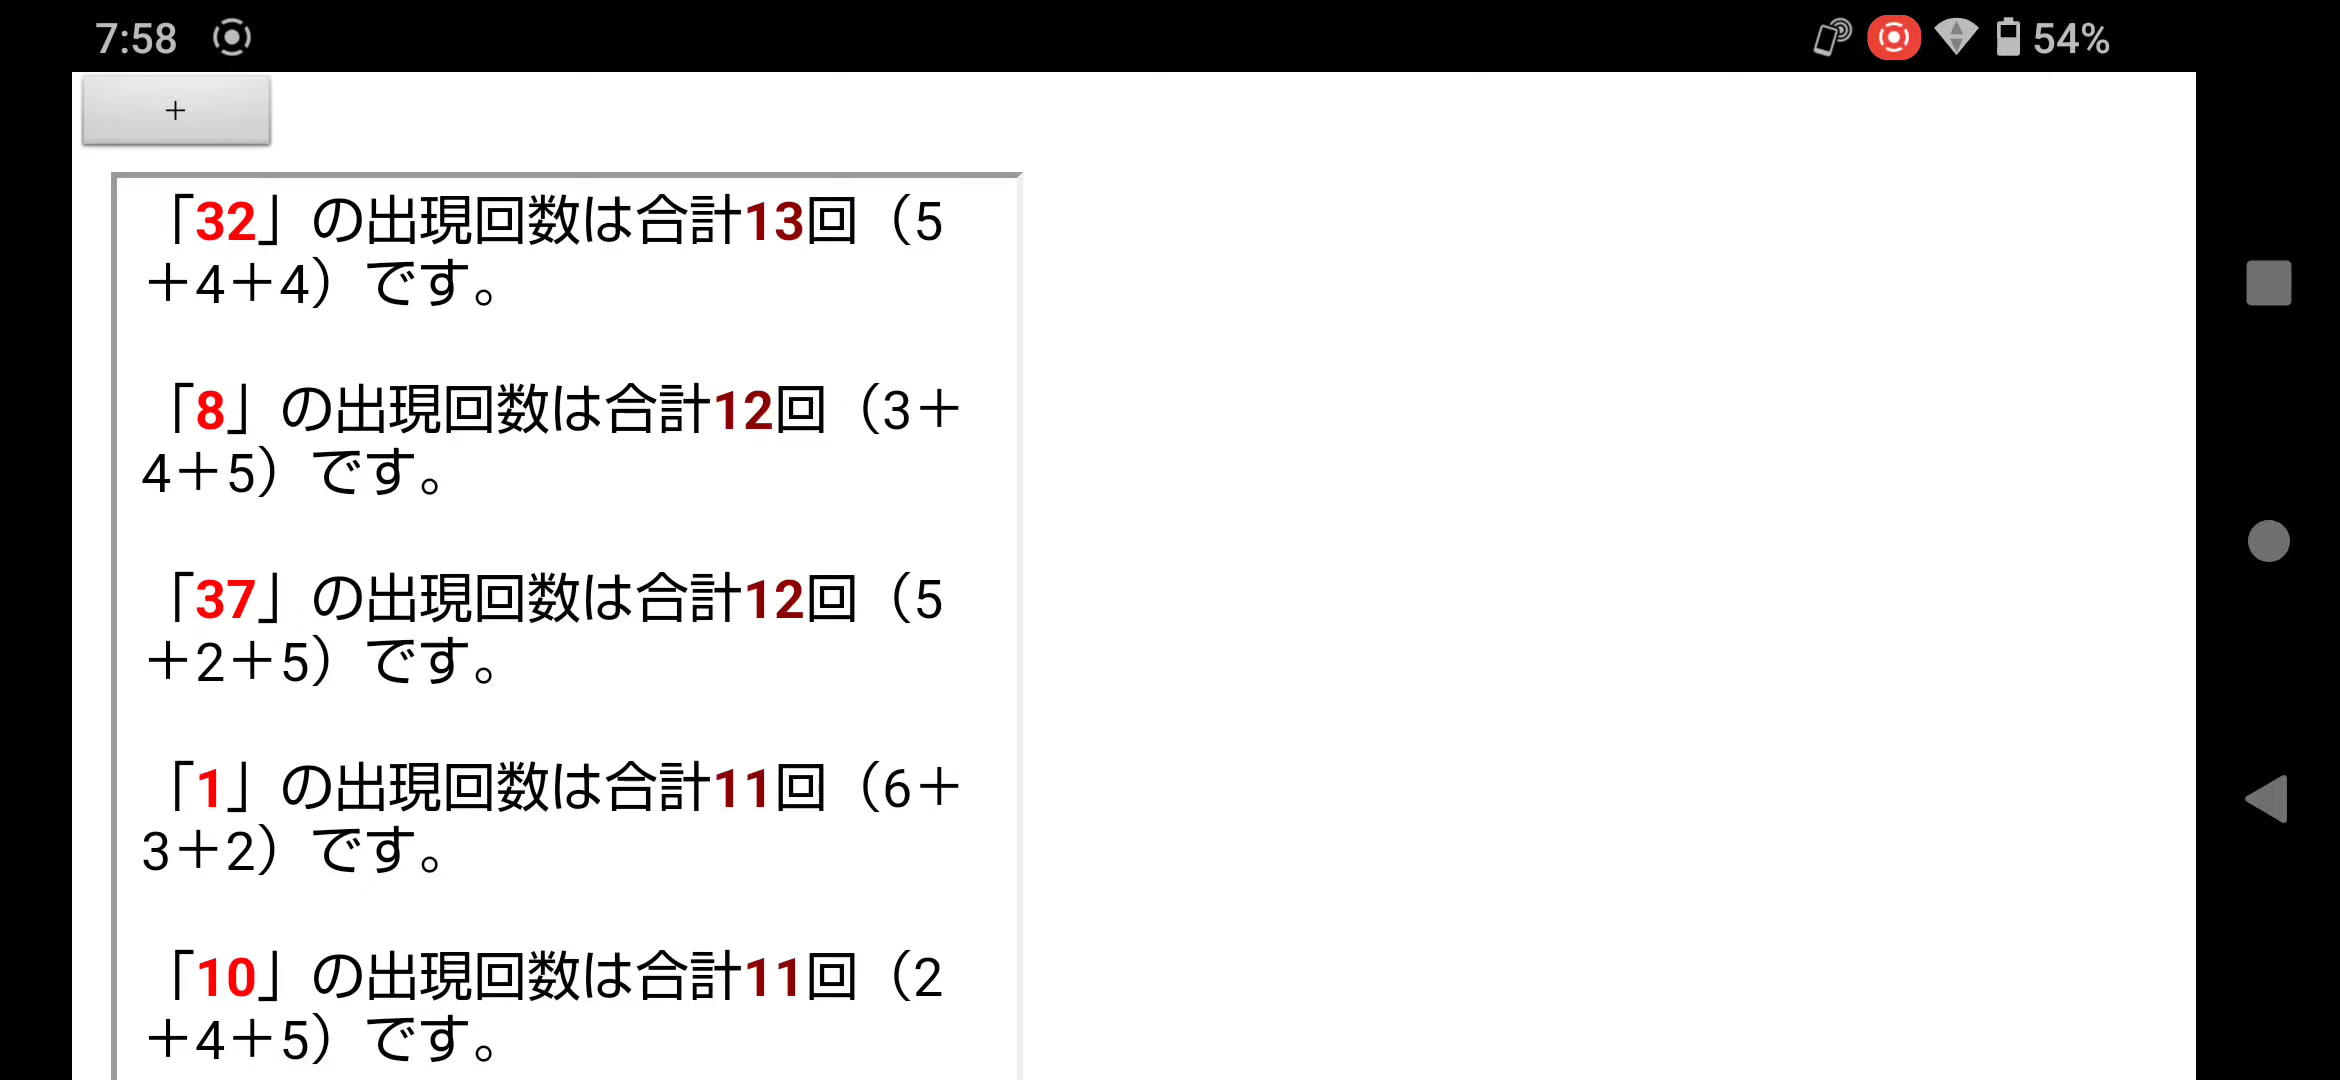 7:58
54%
+
「32」の出現回数は合計13回（5
＋4＋4）です。
「8」の出現回数は合計12回（3＋
4＋5）です。
「37」の出現回数は合計12回（5
＋2＋5）です。
「1」の出現回数は合計11回（6＋
3＋2）です。
「10」の出現回数は合計11回（2
＋4＋5）です。